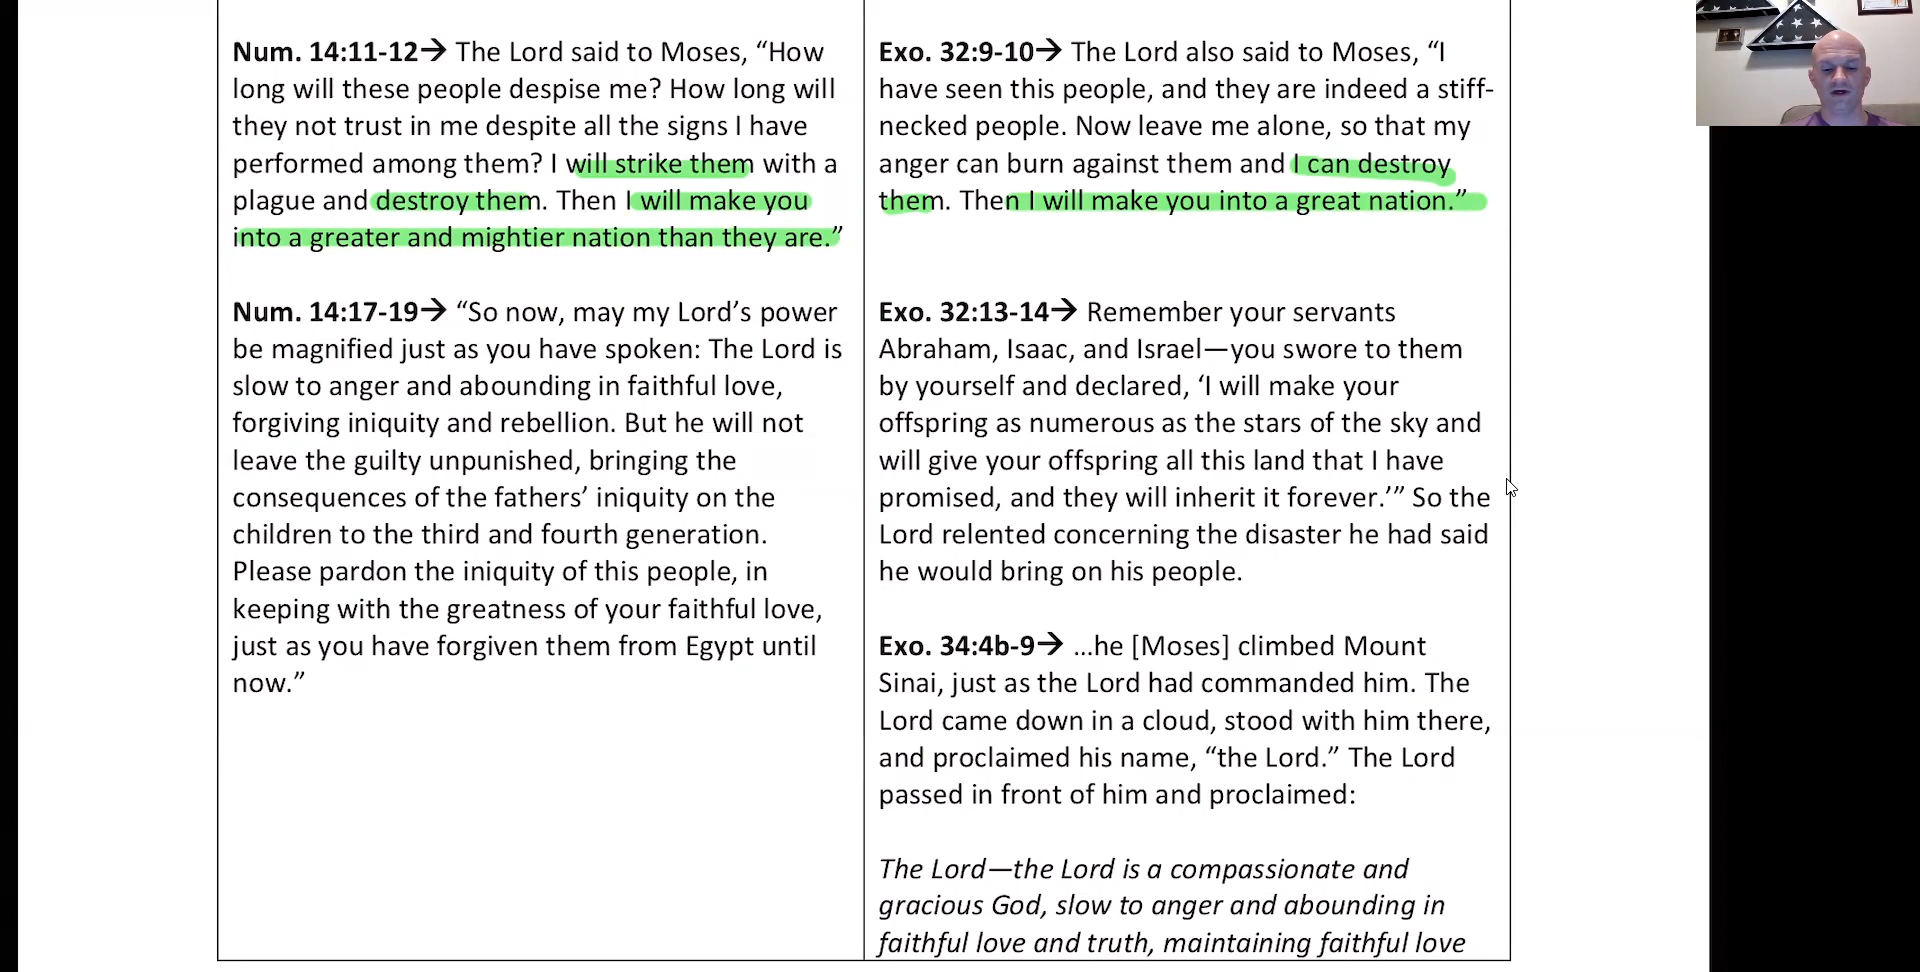 Num. 14:11-12→ The Lord said to Moses, “How
long will these people despise me? How long will
they not trust in me despite all the signs I have
performed among them? I will strike them with a
plague and destroy them. Then I will make you
into a greater and mightier nation than they are.”
Num. 14:17-19→ “So now, may my Lord’s power
be magnified just as you have spoken: The Lord is
slow to anger and abounding in faithful love,
forgiving iniquity and rebellion. But he will not
leave the guilty unpunished, bringing the
consequences of the fathers’ iniquity on the
children to the third and fourth generation.
Please pardon the iniquity of this people, in
keeping with the greatness of your faithful love,
just as you have forgiven them from Egypt until
now.”
Exo. 32:9-10→ The Lord also said to Moses, “I
have seen this people, and they are indeed a stiff-
necked people. Now leave me alone, so that my
anger can burn against them and I can destroy
them. Then I will make you into a great nation.”
Exo. 32:13-14→ Remember your servants
Abraham, Isaac, and Israel—you swore to them
by yourself and declared, ‘I will make your
offspring as numerous as the stars of the sky and
will give your offspring all this land that I have
promised, and they will inherit it forever.’” So the
Lord relented concerning the disaster he had said
he would bring on his people.
Exo. 34:4b-9→ …he [Moses] climbed Mount
Sinai, just as the Lord had commanded him. The
Lord came down in a cloud, stood with him there,
and proclaimed his name, “the Lord.” The Lord
passed in front of him and proclaimed:
The Lord—the Lord is a compassionate and
gracious God, slow to anger and abounding in
faithful love and truth, maintaining faithful love